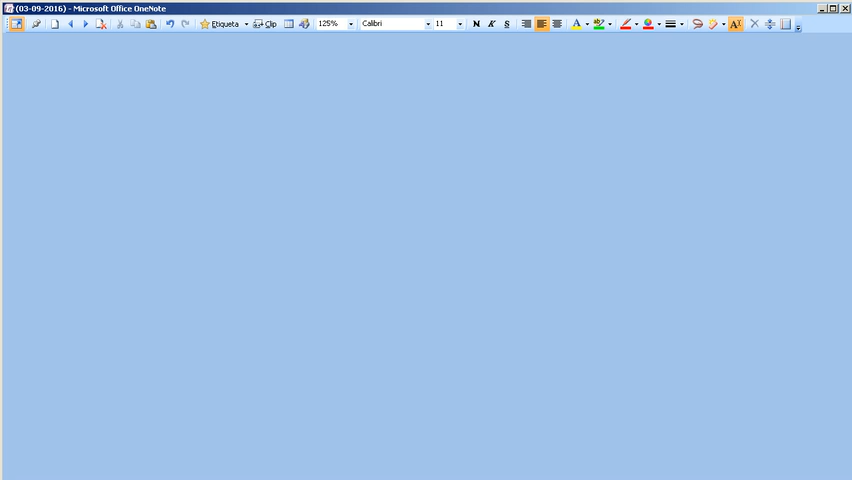 (03-09-2016) - Microsoft Office OneNote
Etiqueta Clip 125% Calibri 11 N K S